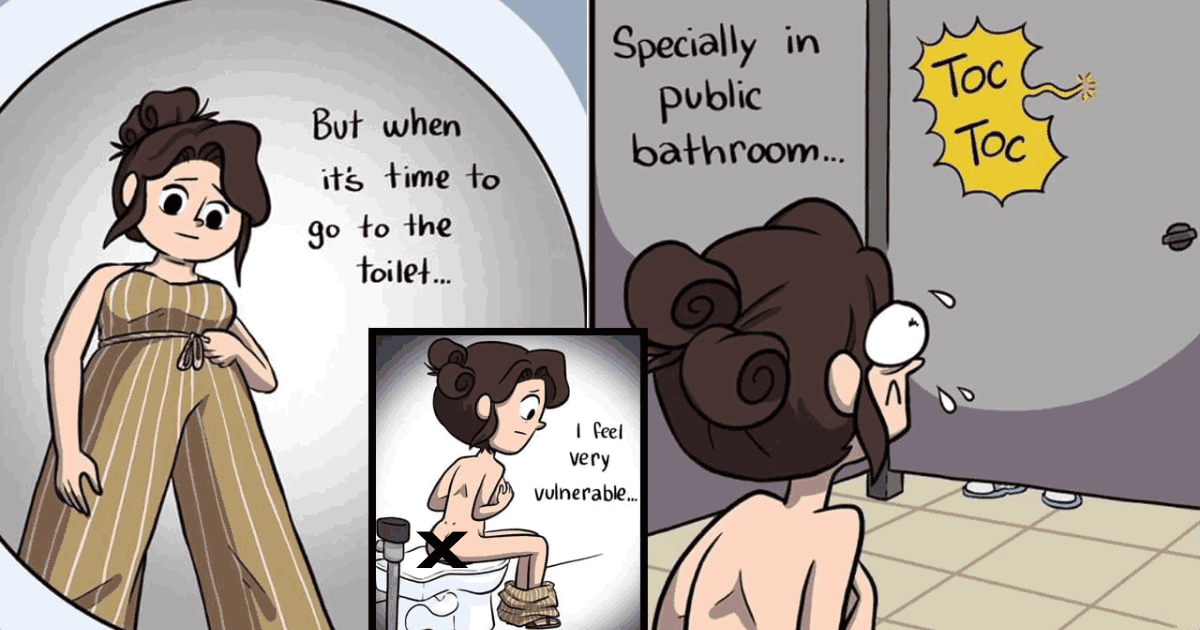 But when
it's time to
go to the
toilet...
I feel
very
vulnerable...
Specially in
public
bathroom...
Toc
Toc